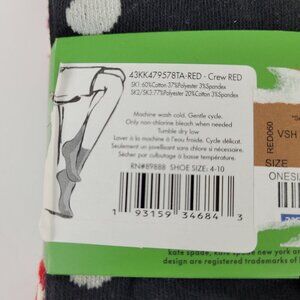 43KK479578TA-RED - Crew RED
SK1:60%Cotton 37%Polyester 3%Spandex
SK2/SK3:77%Polyester 20%Cotton 3%Spandex
Machine wash cold. Gentle cycle.
Only non-chlorine bleach when needed
Tumble dry low
Laver à la machine à l'eau froide. Cycle délicat.
Seulement un javellisant sans chlore si nécessaire.
Sécher par culbutage à basse température.
RN#89888 SHOE SIZE: 4-10
1 93159 34684 3
RED060
VSH
SIZE
ONESI
kate spade, kate spade new
design are registered trademarks of